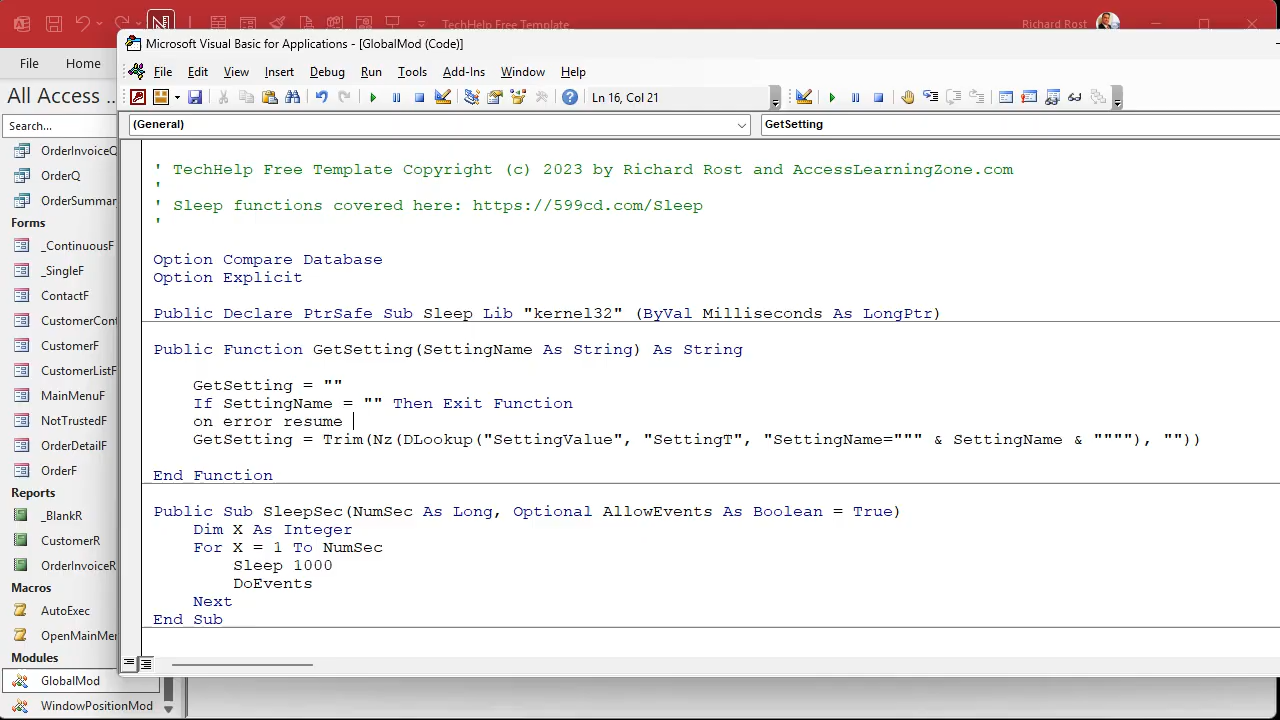 TechHelp Free Template
Richard Rost
Microsoft Visual Basic for Applications - [GlobalMod (Code)]
File
Home
File Edit View Insert Debug Run Tools Add-Ins Window Help
All Access ...
Ln 16, Col 21
Search...
(General)
GetSetting
OrderInvoiceQ
OrderQ
OrderSummar
Forms
_ContinuousF
_SingleF
ContactF
CustomerCont
CustomerF
CustomerListF
MainMenuF
NotTrustedF
OrderDetailF
OrderF
Reports
_BlankR
CustomerR
OrderInvoiceR
Macros
AutoExec
OpenMainMer
Modules
GlobalMod
WindowPositionMod
' TechHelp Free Template Copyright (c) 2023 by Richard Rost and AccessLearningZone.com
'
' Sleep functions covered here: https://599cd.com/Sleep
'
Option Compare Database
Option Explicit
Public Declare PtrSafe Sub Sleep Lib "kernel32" (ByVal Milliseconds As LongPtr)
Public Function GetSetting(SettingName As String) As String
GetSetting = ""
If SettingName = "" Then Exit Function
on error resume
GetSetting = Trim(Nz(DLookup("SettingValue", "SettingT", "SettingName=""" & SettingName & """"), ""))
End Function
Public Sub SleepSec(NumSec As Long, Optional AllowEvents As Boolean = True)
Dim X As Integer
For X = 1 To NumSec
Sleep 1000
DoEvents
Next
End Sub